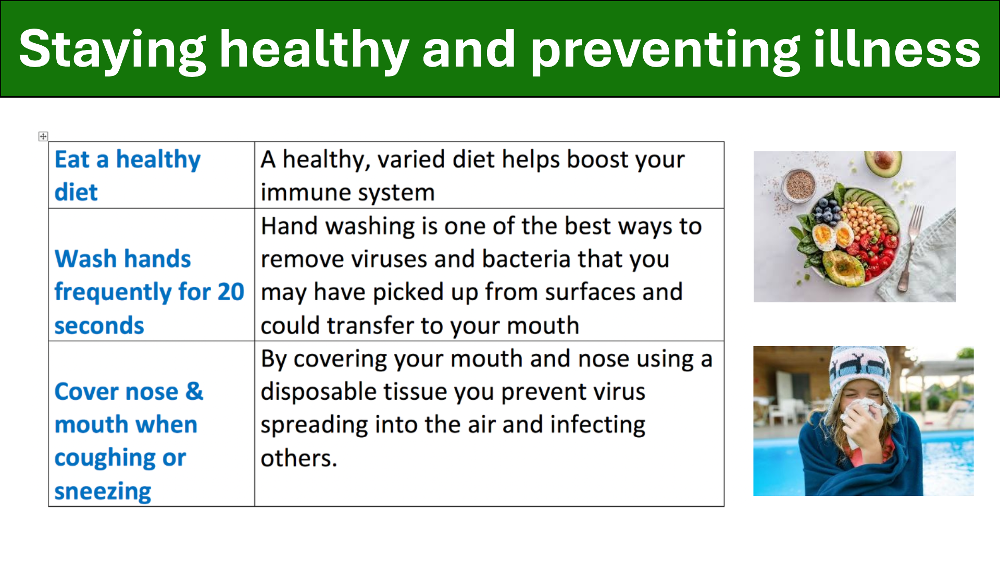 Staying healthy and preventing illness
Eat a healthy
diet
A healthy, varied diet helps boost your
immune system
Wash hands
frequently for 20
seconds
Hand washing is one of the best ways to
remove viruses and bacteria that you
may have picked up from surfaces and
could transfer to your mouth
Cover nose &
mouth when
coughing or
sneezing
By covering your mouth and nose using a
disposable tissue you prevent virus
spreading into the air and infecting
others.